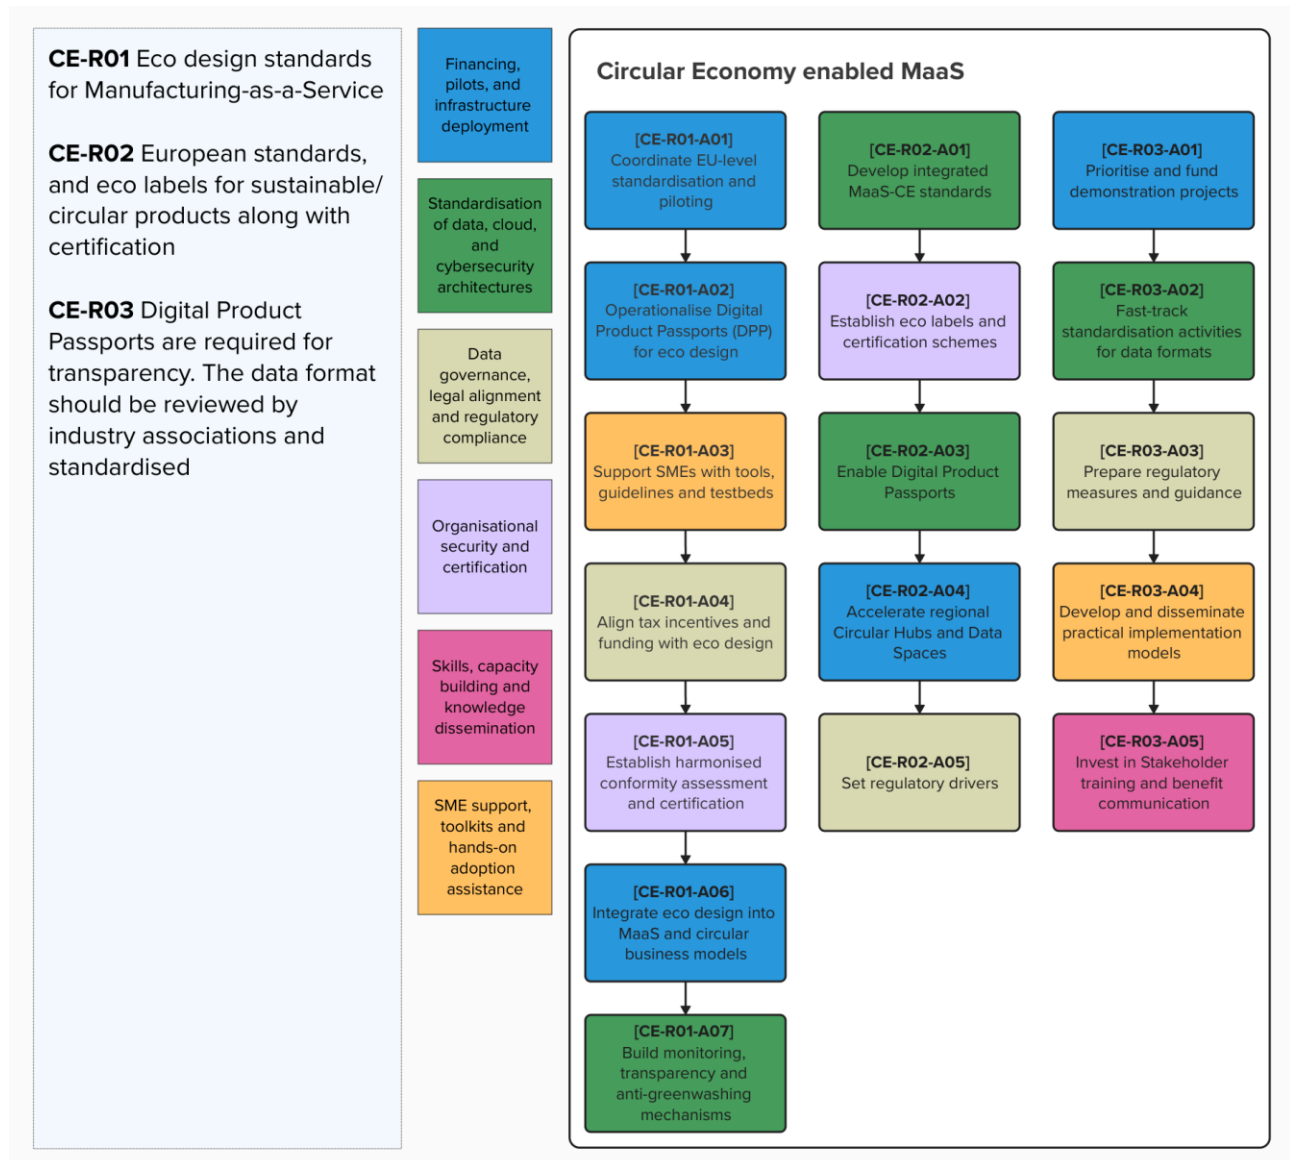 CE-R01 Eco design standards
for Manufacturing-as-a-Service
CE-R02 European standards,
and eco labels for sustainable/
circular products along with
certification
CE-R03 Digital Product
Passports are required for
transparency. The data format
should be reviewed by
industry associations and
standardised
Financing,
pilots, and
infrastructure
deployment
Standardisation
of data, cloud,
and
cybersecurity
architectures
Data
governance,
legal alignment
and regulatory
compliance
Organisational
security and
certification
Skills, capacity
building and
knowledge
dissemination
SME support,
toolkits and
hands-on
adoption
assistance
Circular Economy enabled MaaS
[CE-R01-A01]
Coordinate EU-level
standardisation and
piloting
[CE-R01-A02]
Operationalise Digital
Product Passports (DPP)
for eco design
[CE-R01-A03]
Support SMEs with tools,
guidelines and testbeds
[CE-R01-A04]
Align tax incentives and
funding with eco design
[CE-R01-A05]
Establish harmonised
conformity assessment
and certification
[CE-R01-A06]
Integrate eco design into
MaaS and circular
business models
[CE-R01-A07]
Build monitoring,
transparency and
anti-greenwashing
mechanisms
[CE-R02-A01]
Develop integrated
MaaS-CE standards
[CE-R02-A02]
Establish eco labels and
certification schemes
[CE-R02-A03]
Enable Digital Product
Passports
[CE-R02-A04]
Accelerate regional
Circular Hubs and Data
Spaces
[CE-R02-A05]
Set regulatory drivers
[CE-R03-A01]
Prioritise and fund
demonstration projects
[CE-R03-A02]
Fast-track
standardisation activities
for data formats
[CE-R03-A03]
Prepare regulatory
measures and guidance
[CE-R03-A04]
Develop and disseminate
practical implementation
models
[CE-R03-A05]
Invest in Stakeholder
training and benefit
communication